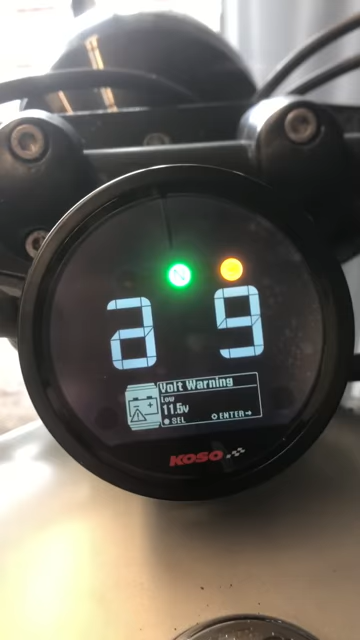 N
a 9
Volt Warning
Low
11.5v
SEL ENTER
KOSO